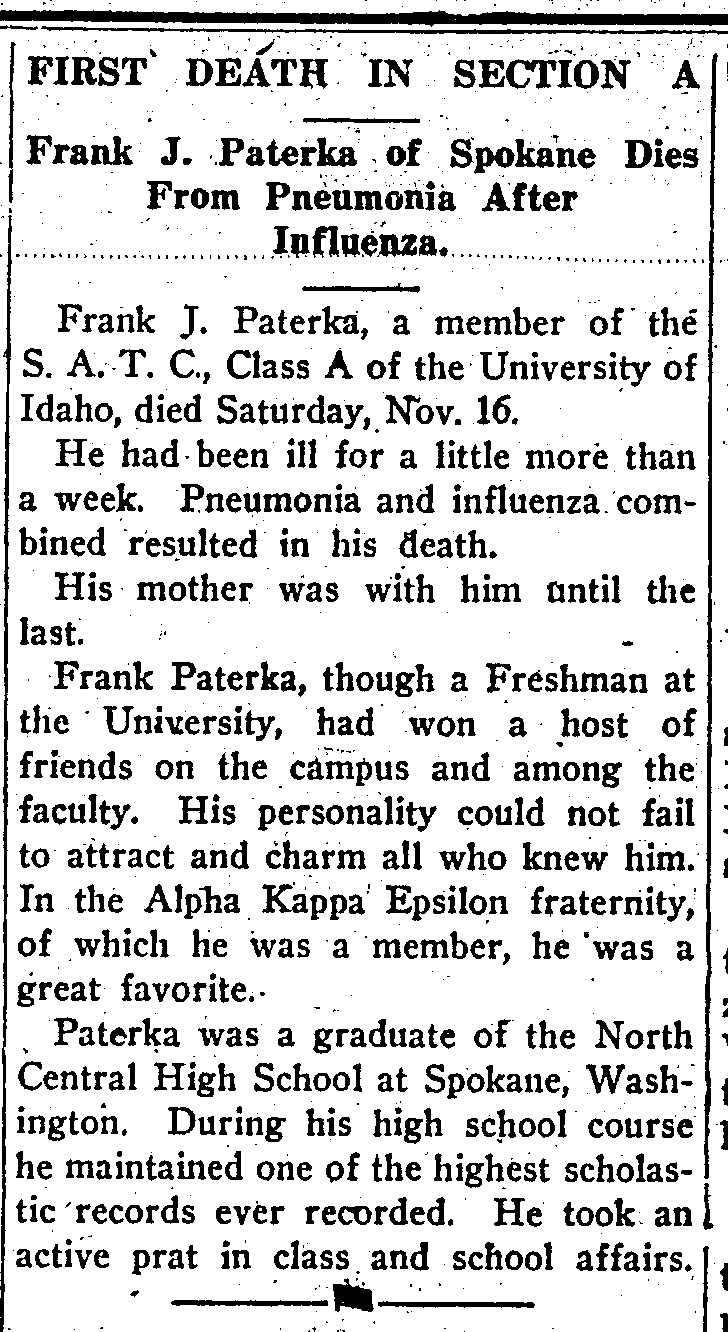 FIRST DEATH IN SECTION A
Frank J. Paterka of Spokane Dies
From Pneumonia After
Influenza.
Frank J. Paterka, a member of the
S. A. T. C., Class A of the University of
Idaho, died Saturday, Nov. 16.
He had been ill for a little more than
a week. Pneumonia and influenza com-
bined resulted in his death.
His mother was with him until the
last.
Frank Paterka, though a Freshman at
the University, had won a host of
friends on the campus and among the
faculty. His personality could not fail
to attract and charm all who knew him.
In the Alpha Kappa Epsilon fraternity,
of which he was a member, he was a
great favorite.
Paterka was a graduate of the North
Central High School at Spokane, Wash-
ington. During his high school course
he maintained one of the highest scholas-
tic records ever recorded. He took an
active prat in class and school affairs.